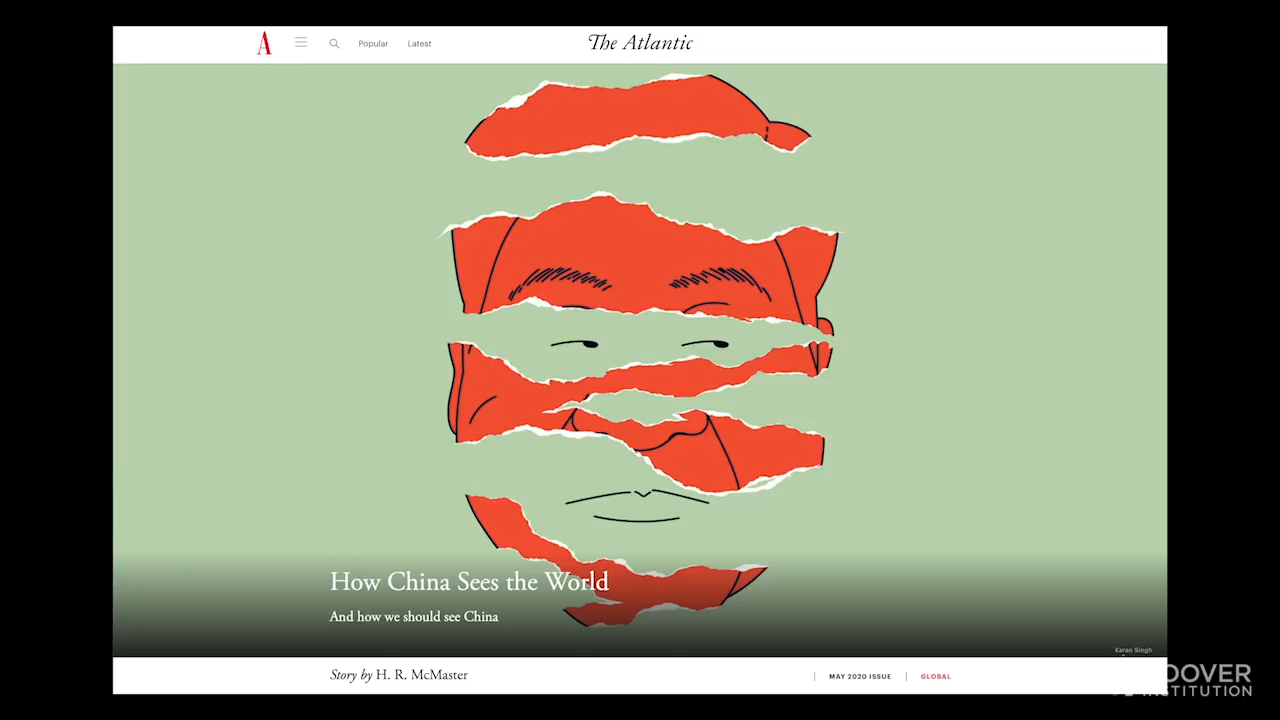 A
Popular
Latest
The Atlantic
How China Sees the World
And how we should see China
Karan Singh
Story by H. R. McMaster
MAY 2020 ISSUE
GLOBAL
OOVER
INSTITUTION